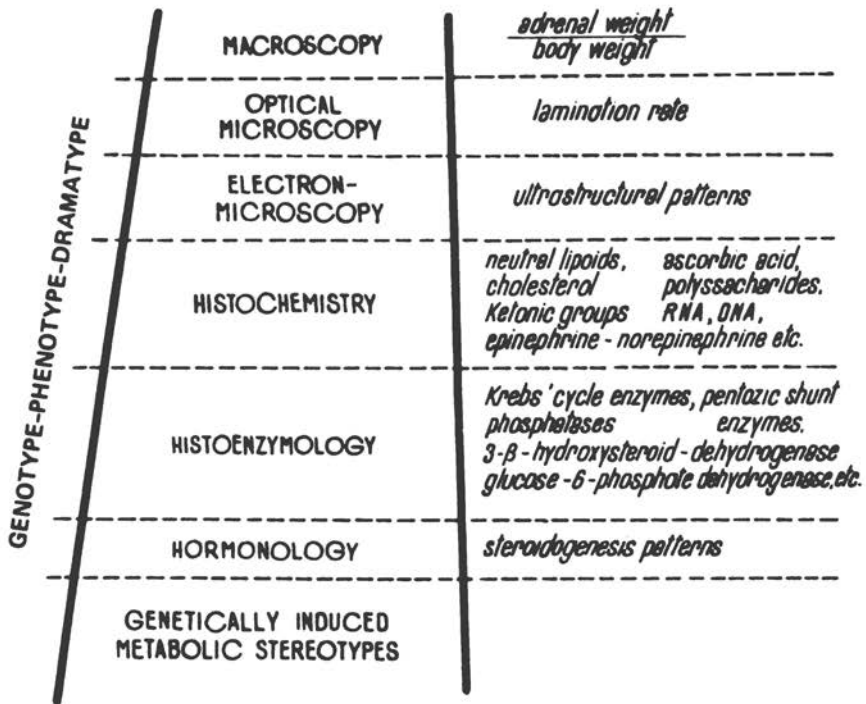 GENOTYPE-PHENOTYPE-DRAMATYPE
MACROSCOPY
adrenal weight
body weight
OPTICAL
MICROSCOPY
lamination rate
ELECTRON-
MICROSCOPY
ultrastructural patterns
HISTOCHEMISTRY
neutral lipoids, ascorbic acid,
cholesterol polyssacharides.
Ketonic groups RNA, DNA,
epinephrine - norepinephrine etc.
HISTOENZYMOLOGY
Krebs' cycle enzymes, pentozic shunt
phosphatases enzymes.
3-β-hydroxysteroid-dehydrogenase
glucose-6-phosphate dehydrogenase, etc.
HORMONOLOGY
steroidogenesis patterns
GENETICALLY INDUCED
METABOLIC STEREOTYPES